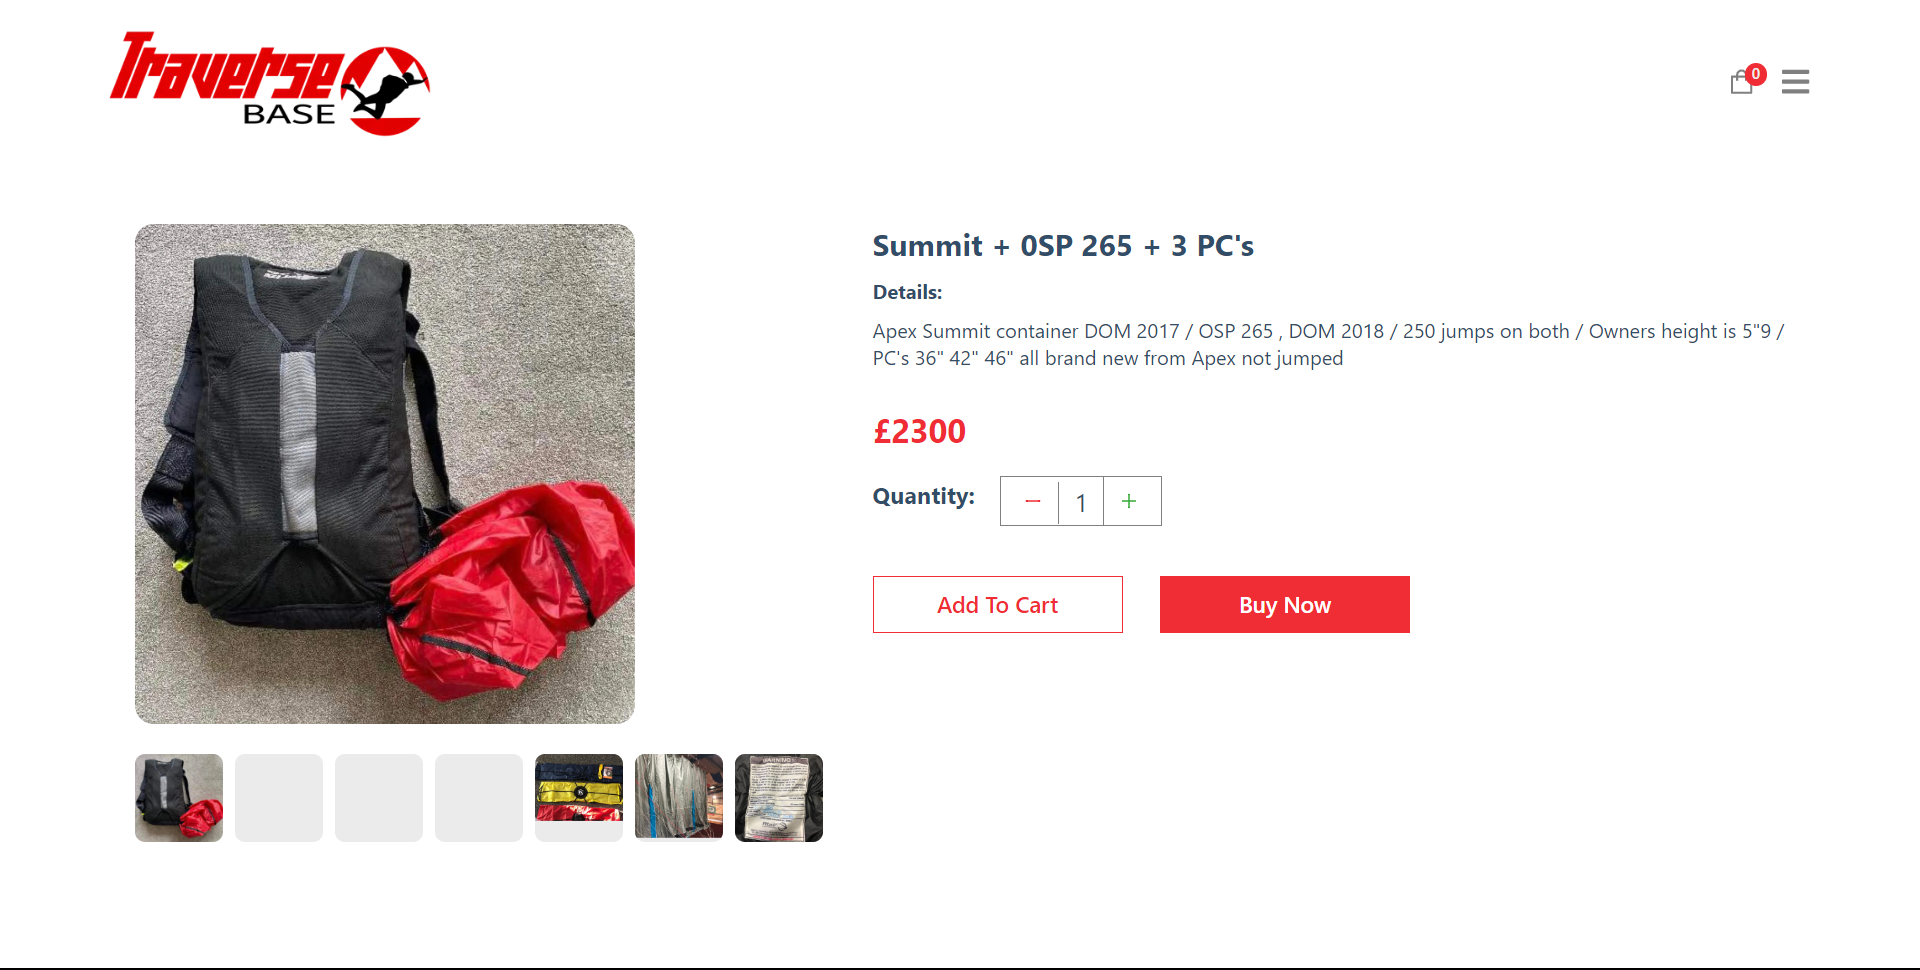 Traverse
BASE
0
Summit + 0SP 265 + 3 PC's
Details:
Apex Summit container DOM 2017 / OSP 265 , DOM 2018 / 250 jumps on both / Owners height is 5"9 /
PC's 36" 42" 46" all brand new from Apex not jumped
£2300
Quantity:
1
Add To Cart
Buy Now
WARNING